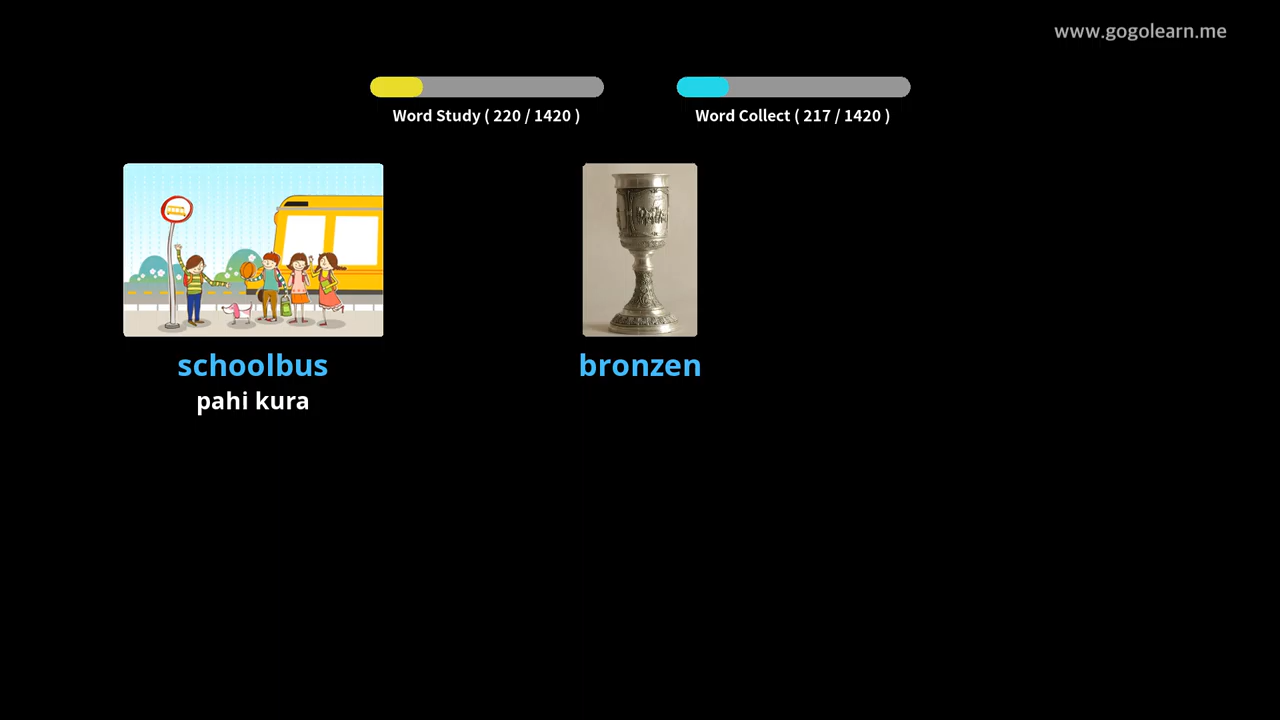 www.gogolearn.me
Word Study ( 220 / 1420 )
Word Collect ( 217 / 1420 )
schoolbus
pahi kura
bronzen